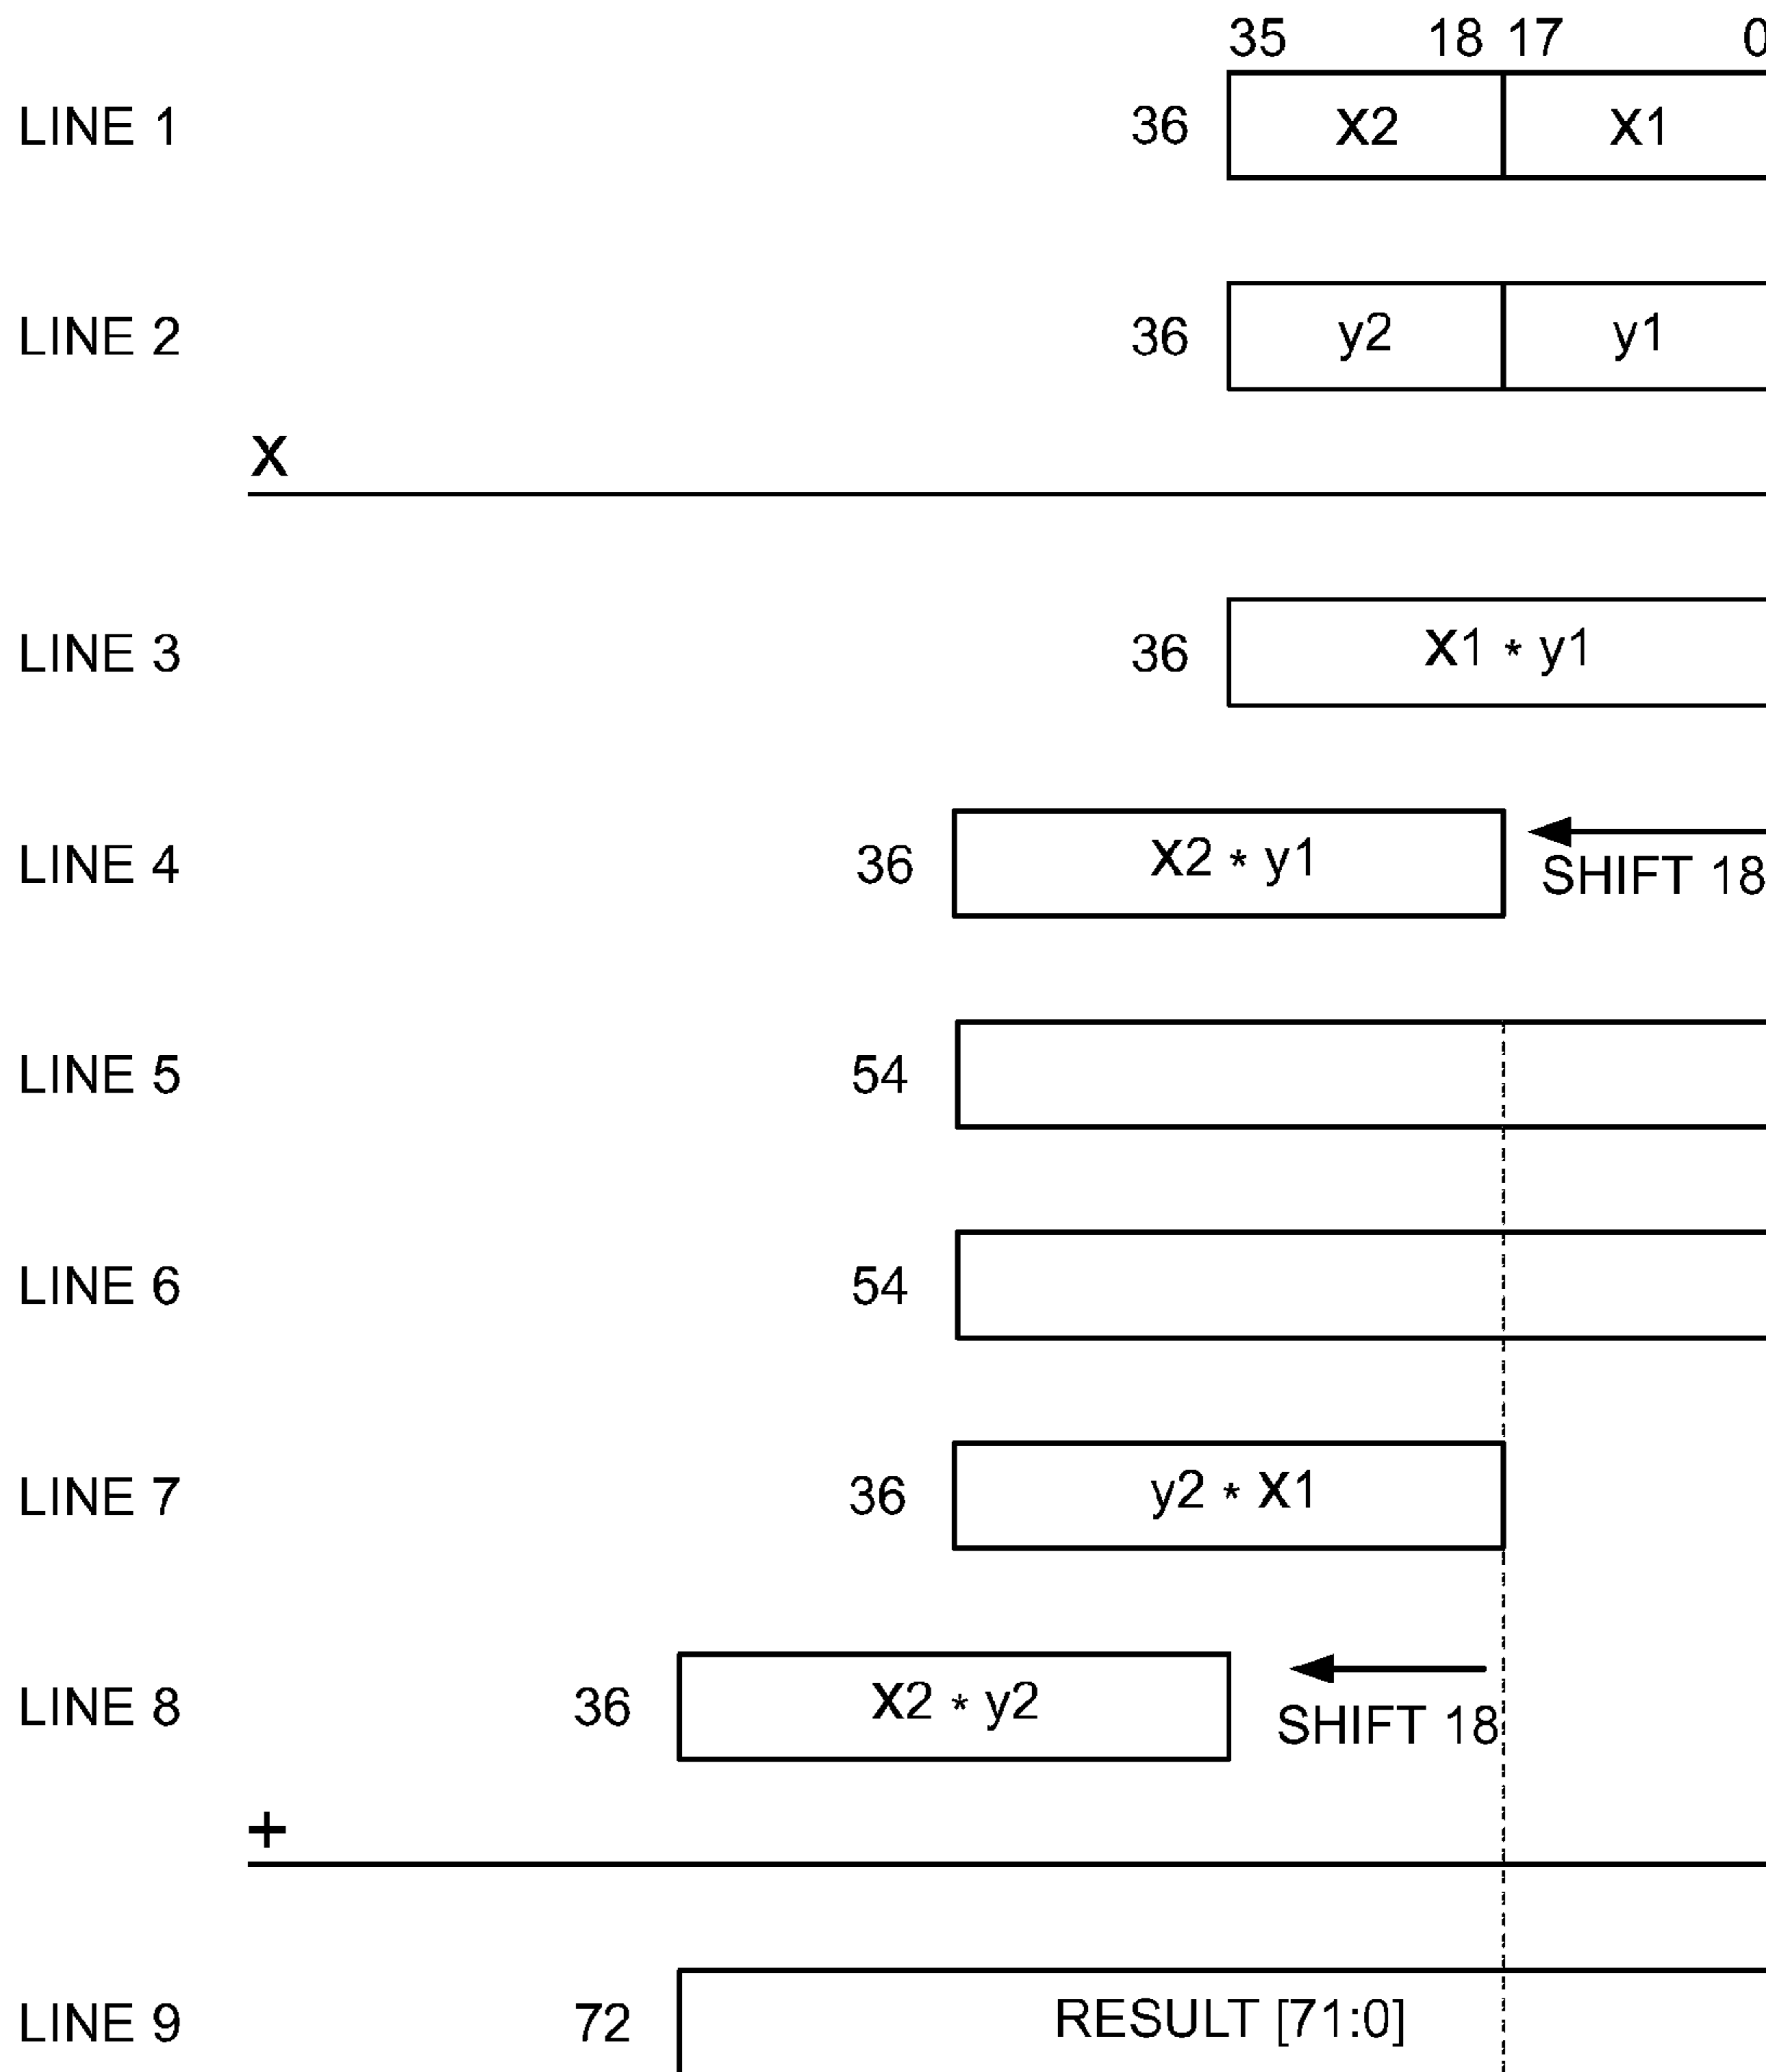 35 18 17 0
LINE 1 36 x2 x1
LINE 2 36 y2 y1
x
LINE 3 36 x1 * y1
LINE 4 36 x2 * y1
SHIFT 18
LINE 5 54
LINE 6 54
LINE 7 36 y2 * x1
LINE 8 36 x2 * y2
SHIFT 18
+
LINE 9 72 RESULT [71:0]